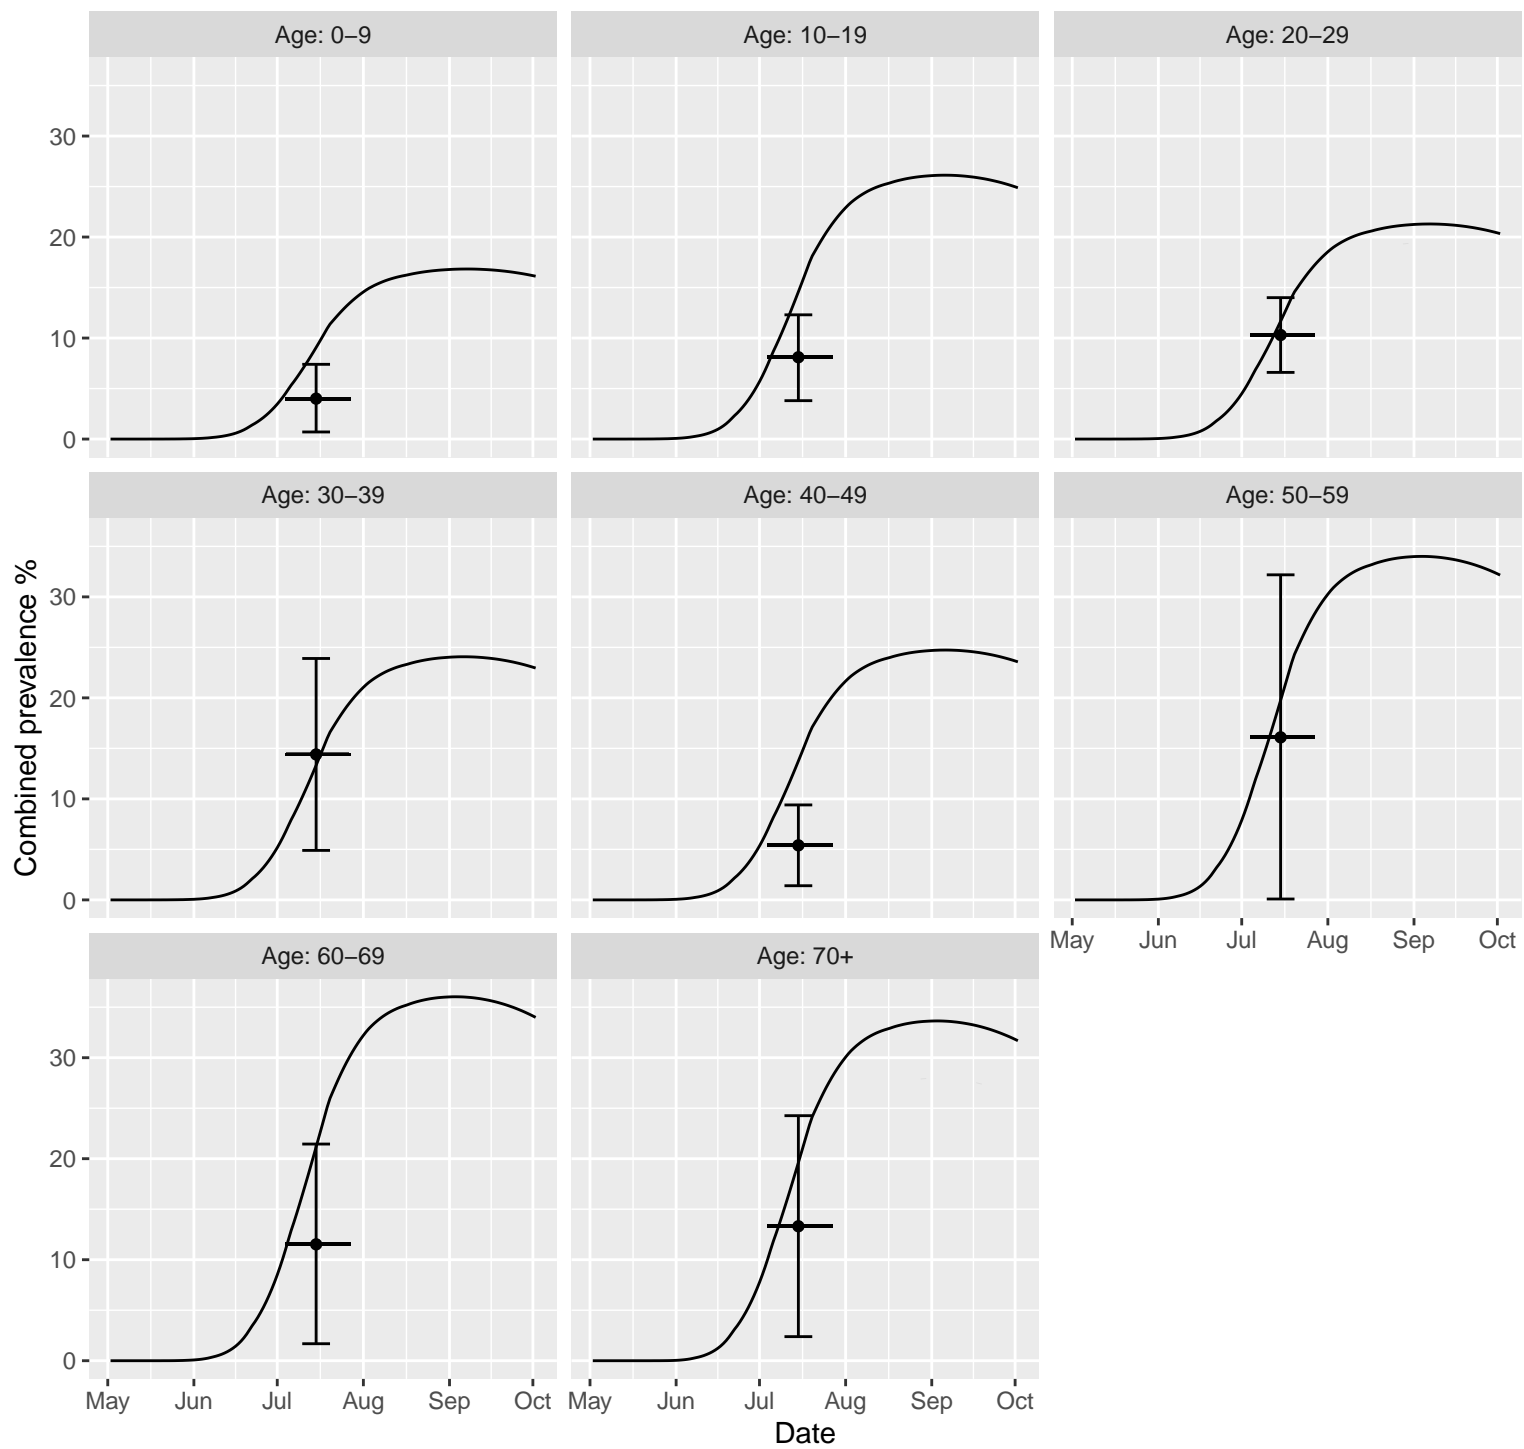 Age: 0–9
Age: 10–19
Age: 20–29
30
20
10
0
Age: 30–39
Age: 40–49
Age: 50–59
Combined prevalence %
30
20
10
0
May Jun Jul Aug Sep Oct
Age: 60–69
Age: 70+
30
20
10
0
May Jun Jul Aug Sep Oct
May Jun Jul Aug Sep Oct
Date